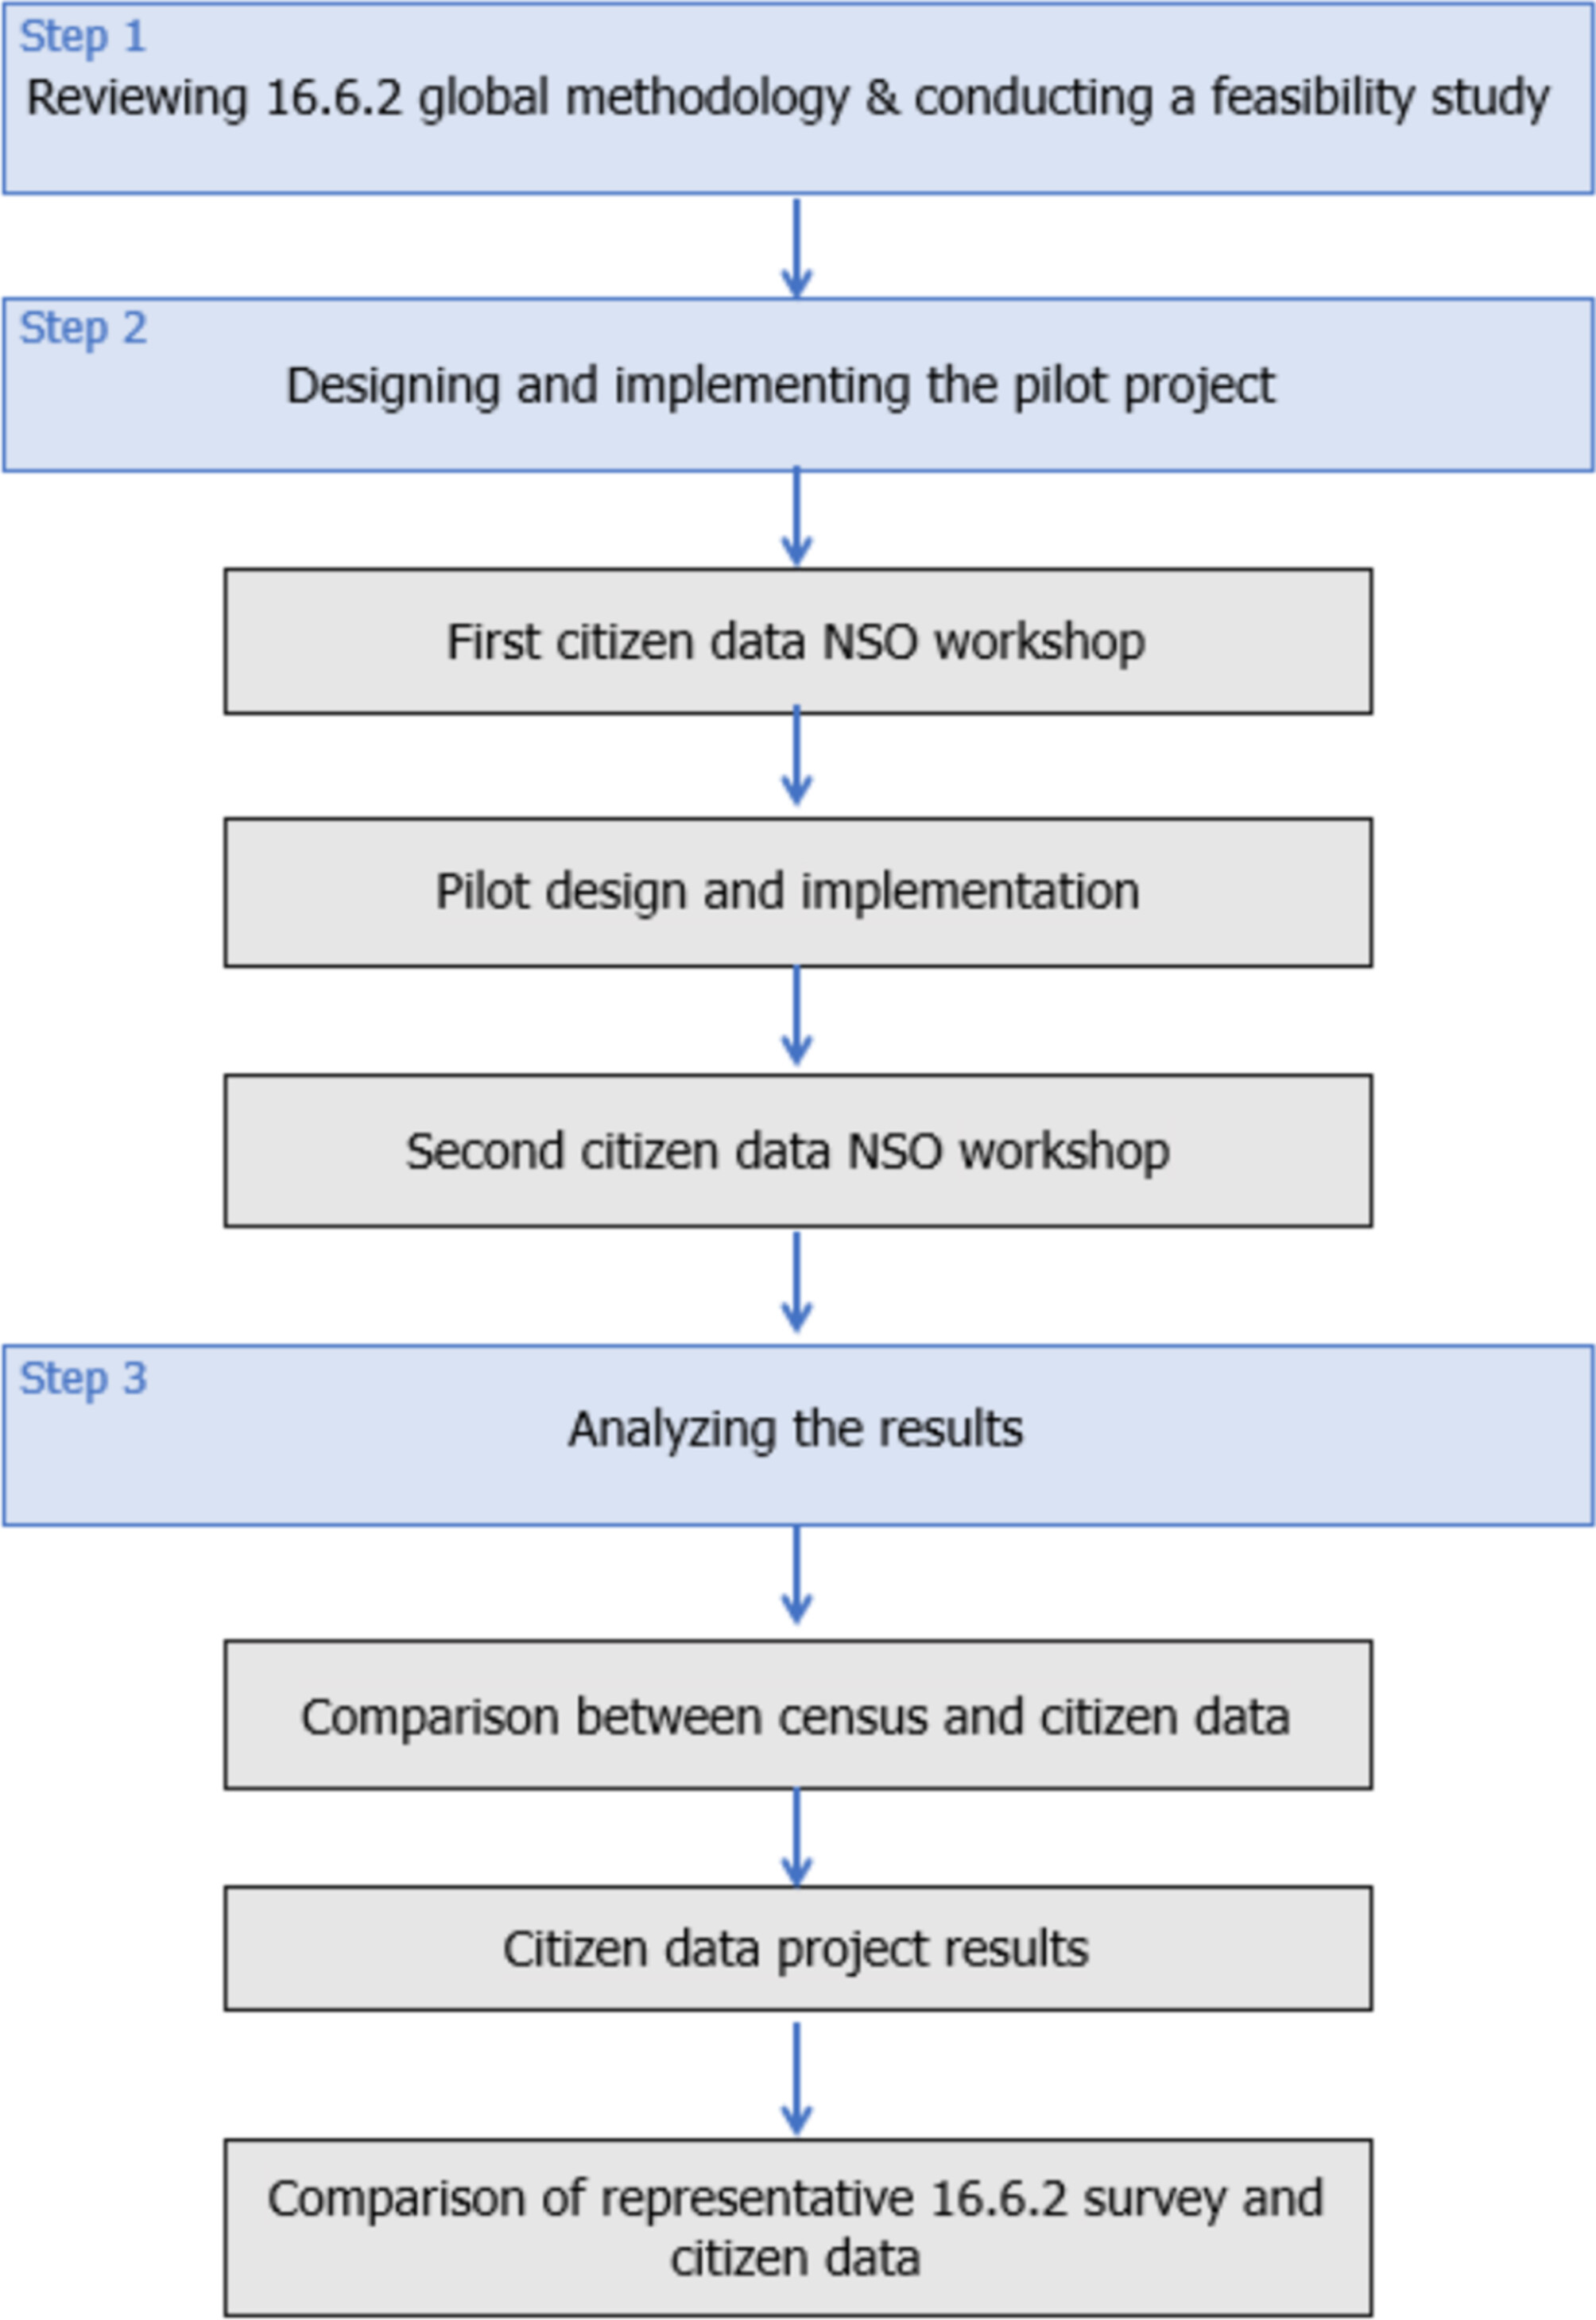 Step 1
Reviewing 16.6.2 global methodology & conducting a feasibility study
Step 2
Designing and implementing the pilot project
First citizen data NSO workshop
Pilot design and implementation
Second citizen data NSO workshop
Step 3
Analyzing the results
Comparison between census and citizen data
Citizen data project results
Comparison of representative 16.6.2 survey and
citizen data